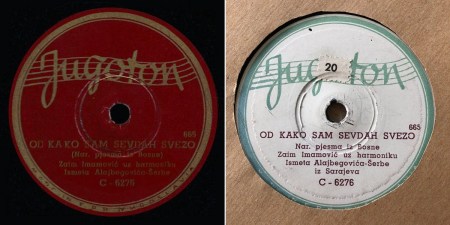 Jugoton
665
OD KAKO SAM SEVDAH SVEZO
(Nar. pjesma iz Bosne)
Zaim Imamović uz harmoniku
Ismeta Alajbegovića-Šerbe
C - 6276
Jugoton
20
665
OD KAKO SAM SEVDAH SVEZO
Nar. pjesma iz Bosne
Zaim Imamović uz harmoniku
Ismeta Alajbegovića-Šerbe
iz Sarajeva
C - 6276